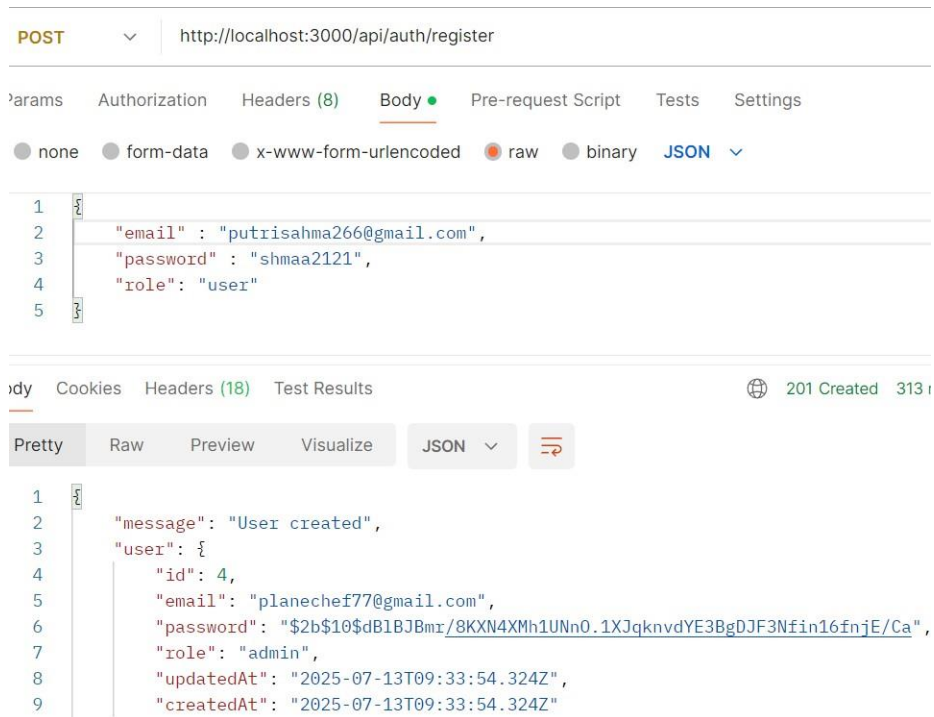 POST http://localhost:3000/api/auth/register
Params Authorization Headers (8) Body Pre-request Script Tests Settings
none form-data x-www-form-urlencoded raw binary JSON
1 {
2 "email" : "putrisahma266@gmail.com",
3 "password" : "shmaa2121",
4 "role": "user"
5 }
Body Cookies Headers (18) Test Results 201 Created 313
Pretty Raw Preview Visualize JSON
1 {
2 "message": "User created",
3 "user": {
4 "id": 4,
5 "email": "planechef77@gmail.com",
6 "password": "$2b$10$dBlBJBmr/8KXN4XMh1UNnO.1XJqknvdYE3BgDJF3Nfin16fnjE/Ca",
7 "role": "admin",
8 "updatedAt": "2025-07-13T09:33:54.324Z",
9 "createdAt": "2025-07-13T09:33:54.324Z"